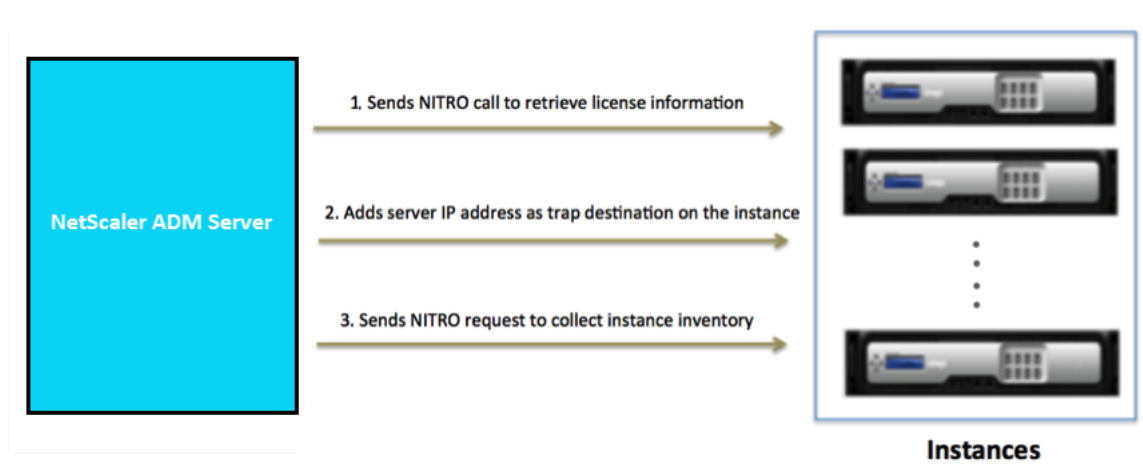 1. Sends NITRO call to retrieve license information
NetScaler ADM Server
2. Adds server IP address as trap destination on the instance
3. Sends NITRO request to collect instance inventory
Instances